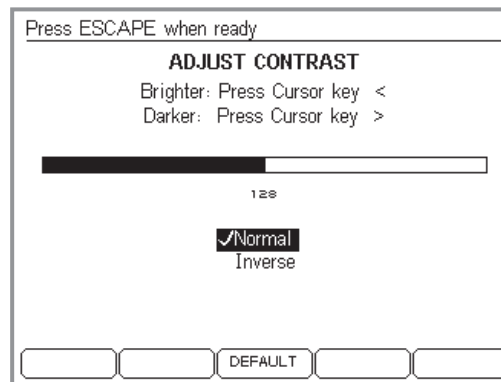 Press ESCAPE when ready
ADJUST CONTRAST
Brighter: Press Cursor key <
Darker: Press Cursor key >
128
✓Normal
Inverse
DEFAULT